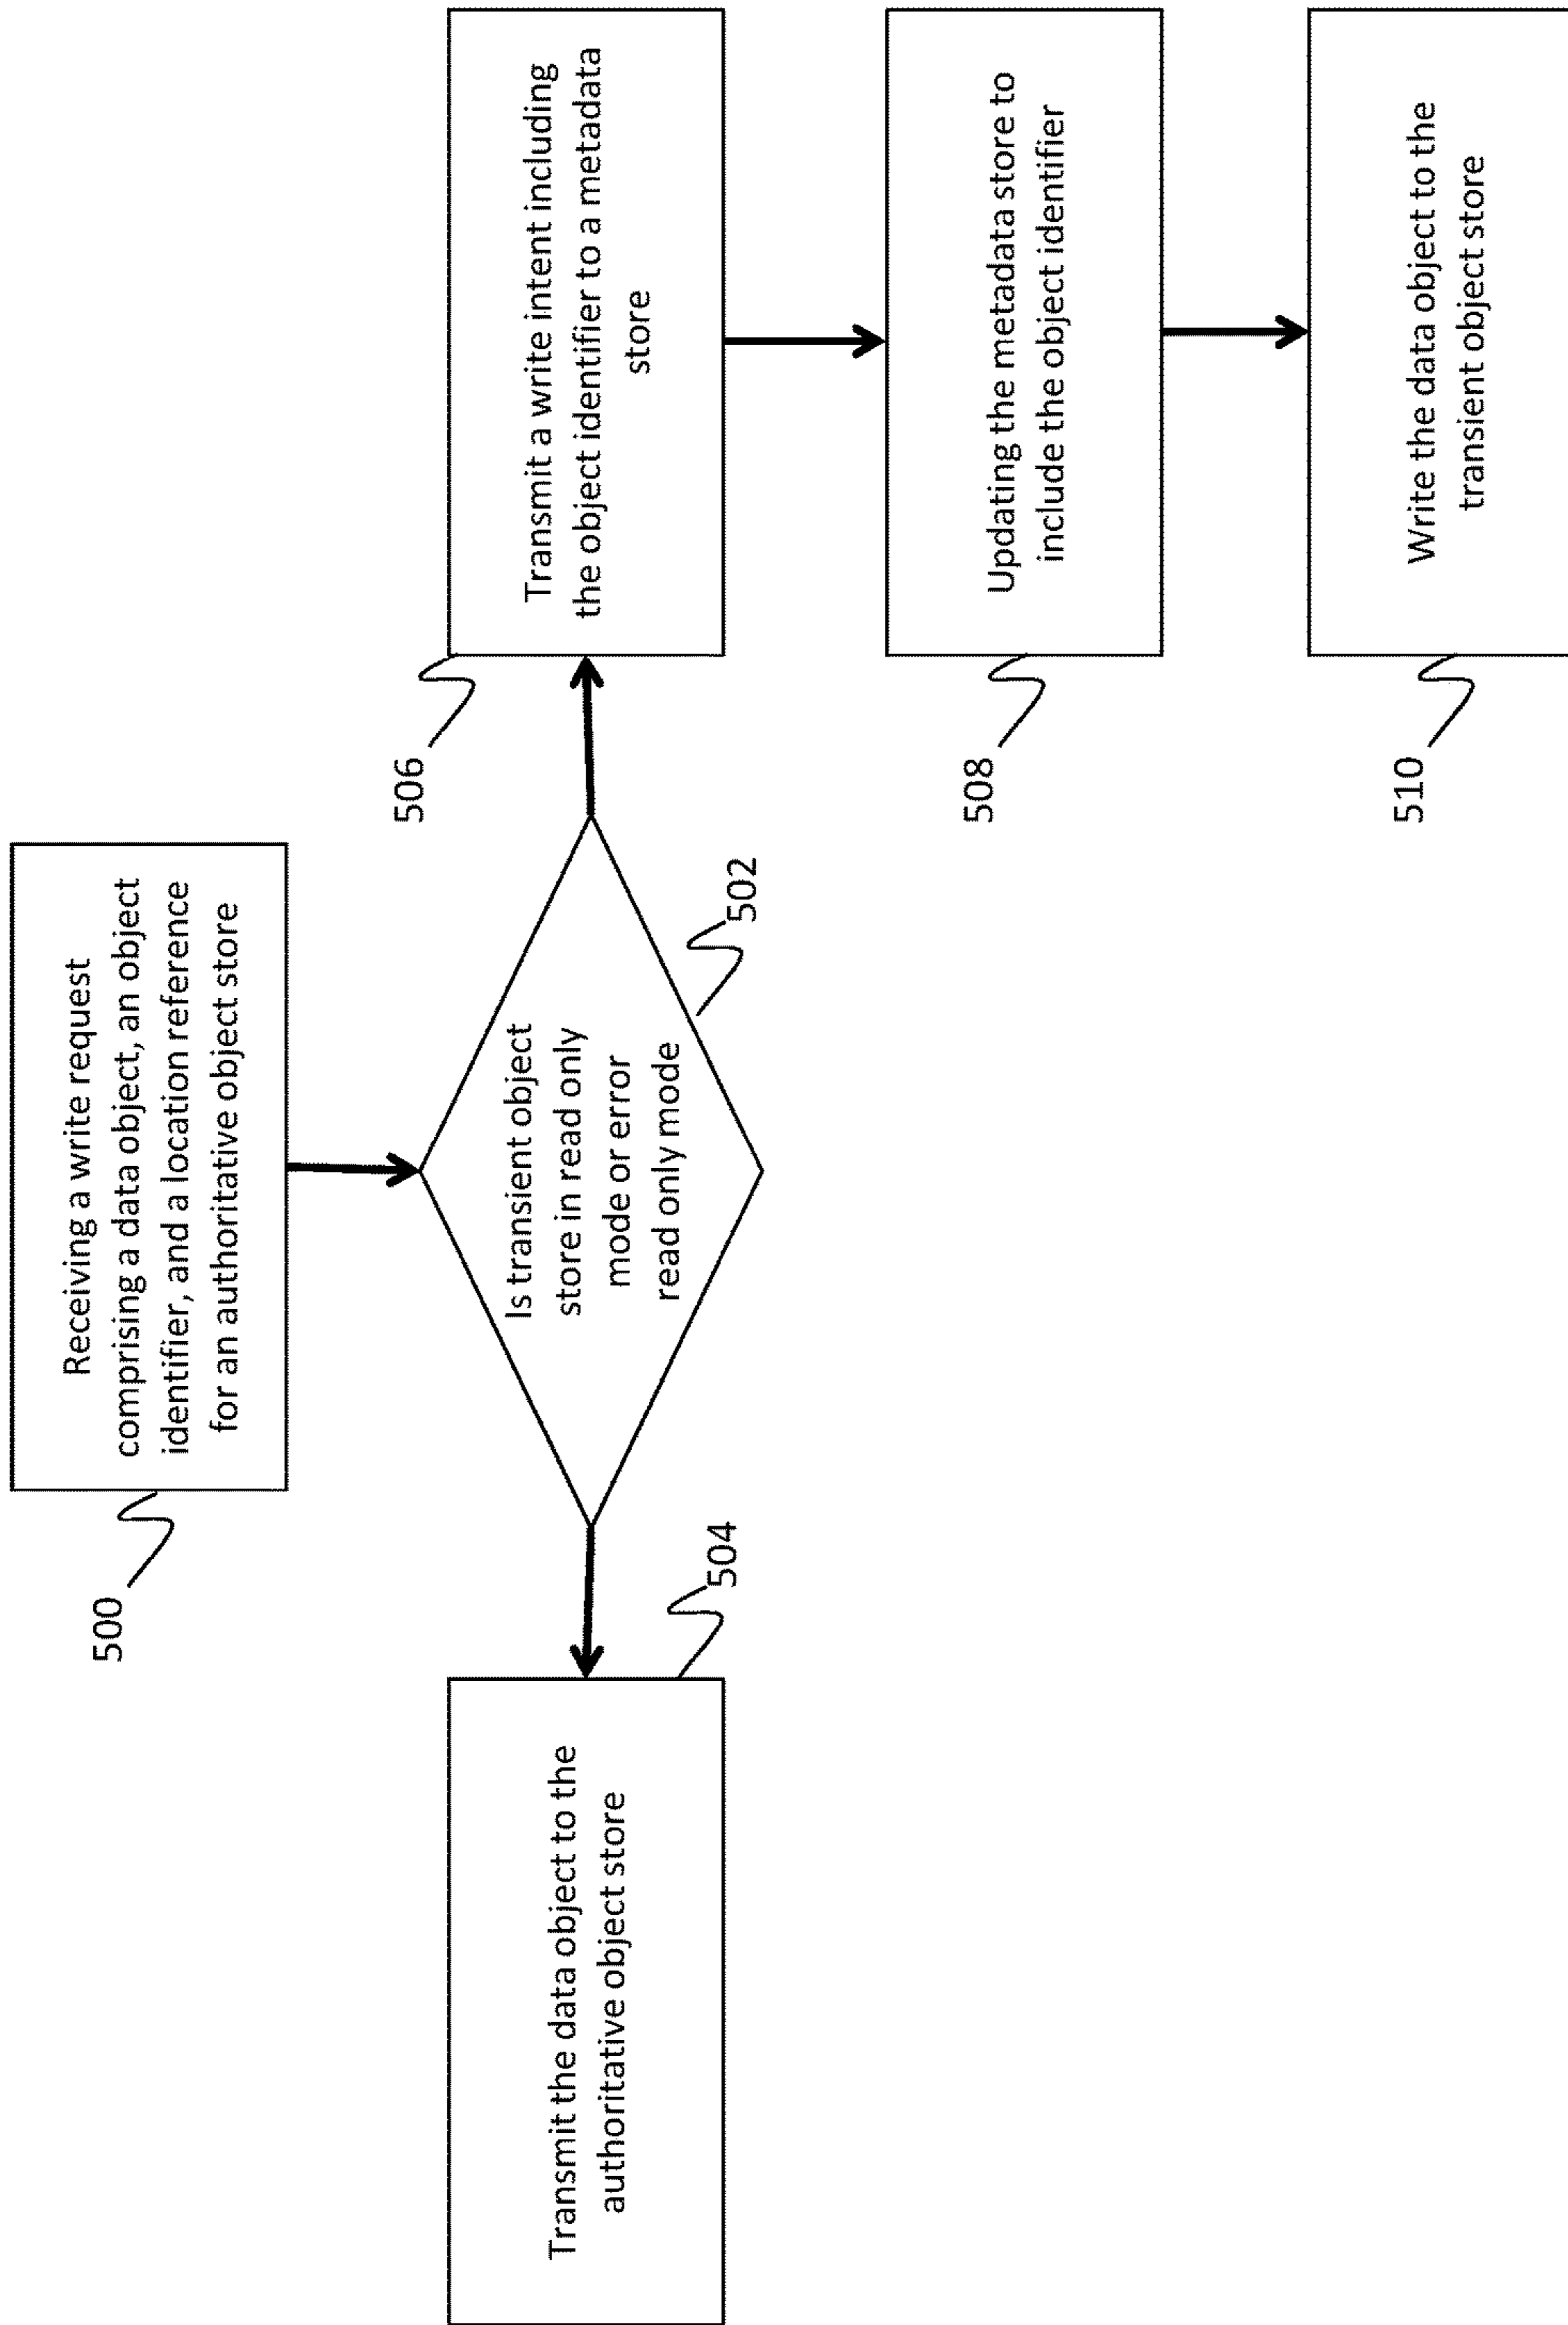 Receiving a write request
comprising a data object, an object
identifier, and a location reference
for an authoritative object store
500
Is transient object
store in read only
mode or error
read only mode
502
Transmit the data object to the
authoritative object store
504
Transmit a write intent including
the object identifier to a metadata
store
506
Updating the metadata store to
include the object identifier
508
Write the data object to the
transient object store
510